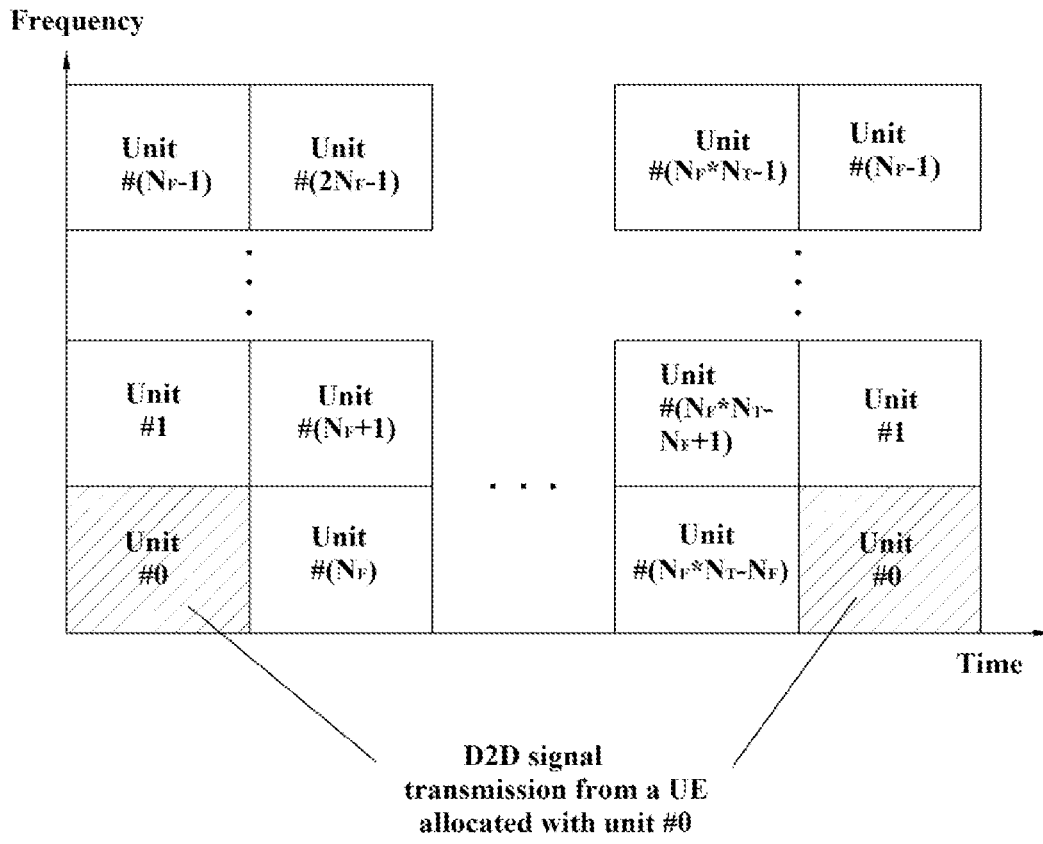 Frequency
Unit
#(NF-1)
Unit
#(2NF-1)
Unit
#(NF*NT-1)
Unit
#(NF-1)
Unit
#1
Unit
#(NF+1)
Unit
#(NF*NT-
NF+1)
Unit
#1
Unit
#0
Unit
#(NF)
Unit
#(NF*NT-NF)
Unit
#0
Time
D2D signal
transmission from a UE
allocated with unit #0